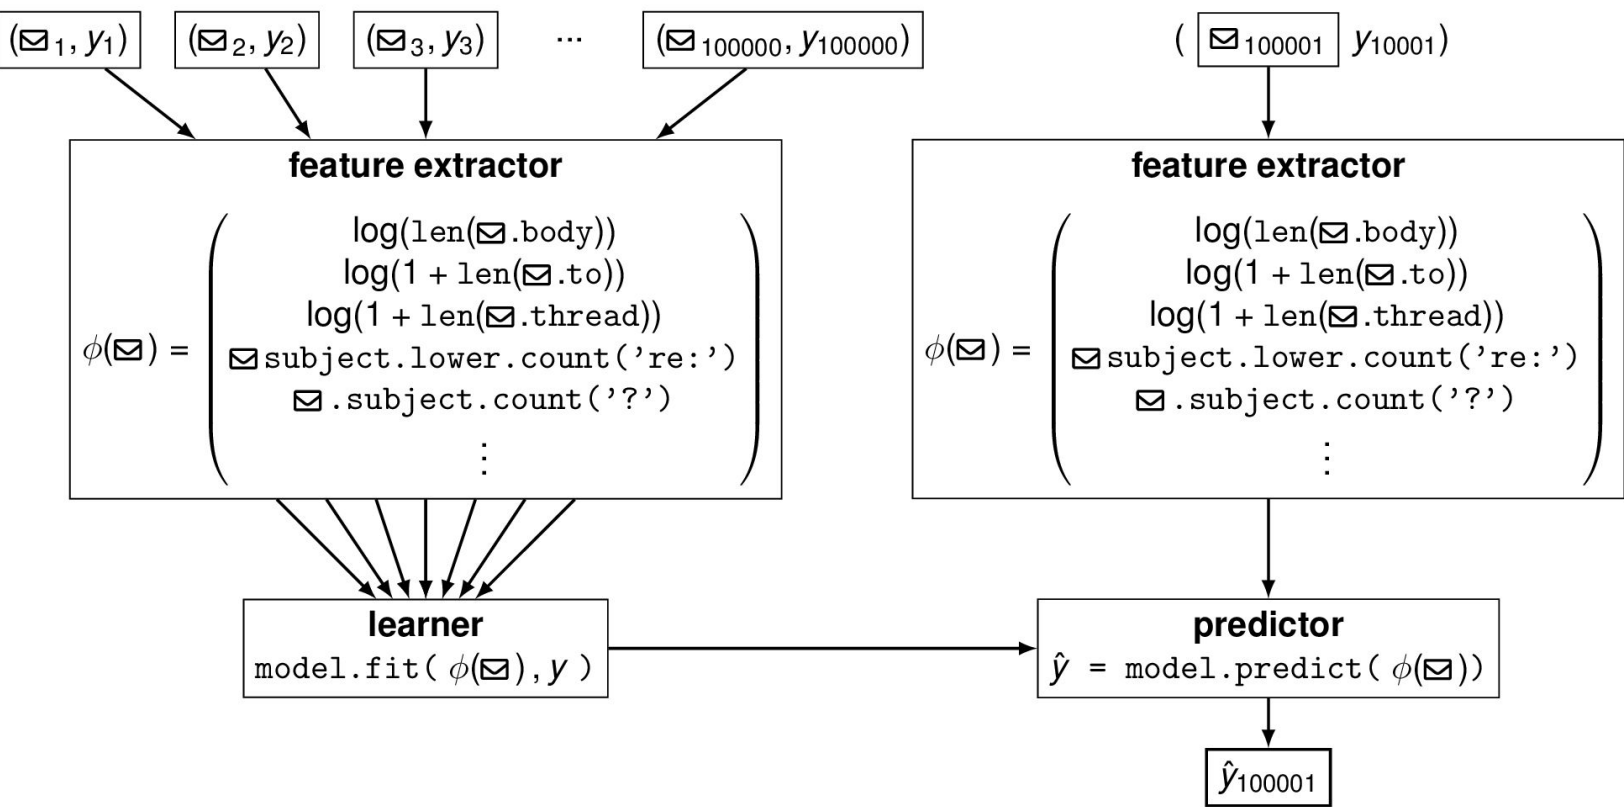 (✉1, y1) (✉2, y2) (✉3, y3) ... (✉100000, y100000) ( ✉100001 y10001)
feature extractor
ϕ(✉) =
log(len(✉.body))
log(1 + len(✉.to))
log(1 + len(✉.thread))
✉subject.lower.count('re:')
✉.subject.count('?')
⋮
feature extractor
ϕ(✉) =
log(len(✉.body))
log(1 + len(✉.to))
log(1 + len(✉.thread))
✉subject.lower.count('re:')
✉.subject.count('?')
⋮
learner
model.fit( ϕ(✉), y )
predictor
ŷ = model.predict( ϕ(✉))
ŷ100001